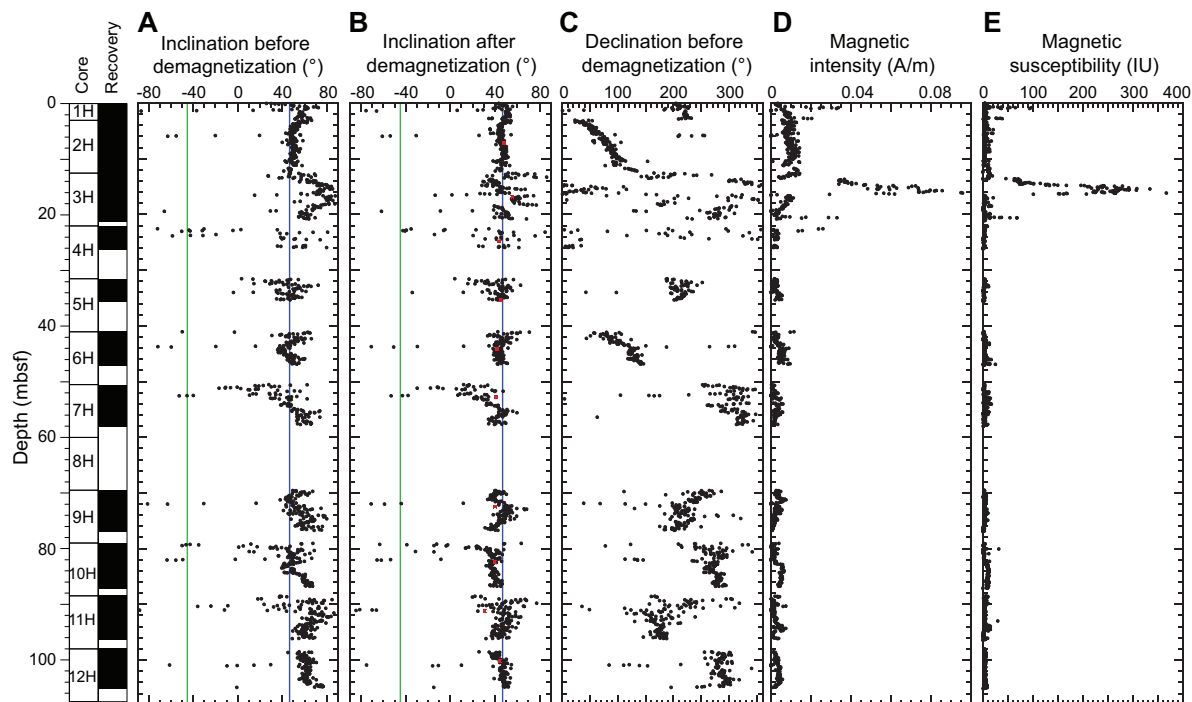 A B C D E
Core
Recovery
Inclination before
demagnetization (°)
Inclination after
demagnetization (°)
Declination before
demagnetization (°)
Magnetic
intensity (A/m)
Magnetic
susceptibility (IU)
-80 -40 0 40 80
-80 -40 0 40 80
0 100 200 300
0 0.04 0.08
0 100 200 300 400
Depth (mbsf)
0
20
40
60
80
100
1H
2H
3H
4H
5H
6H
7H
8H
9H
10H
11H
12H